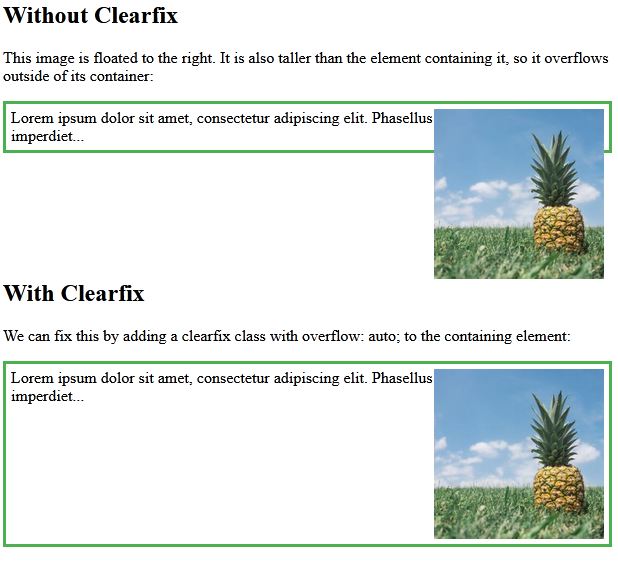 Without Clearfix
This image is floated to the right. It is also taller than the element containing it, so it overflows
outside of its container:
Lorem ipsum dolor sit amet, consectetur adipiscing elit. Phasellus
imperdiet...
With Clearfix
We can fix this by adding a clearfix class with overflow: auto; to the containing element:
Lorem ipsum dolor sit amet, consectetur adipiscing elit. Phasellus
imperdiet...